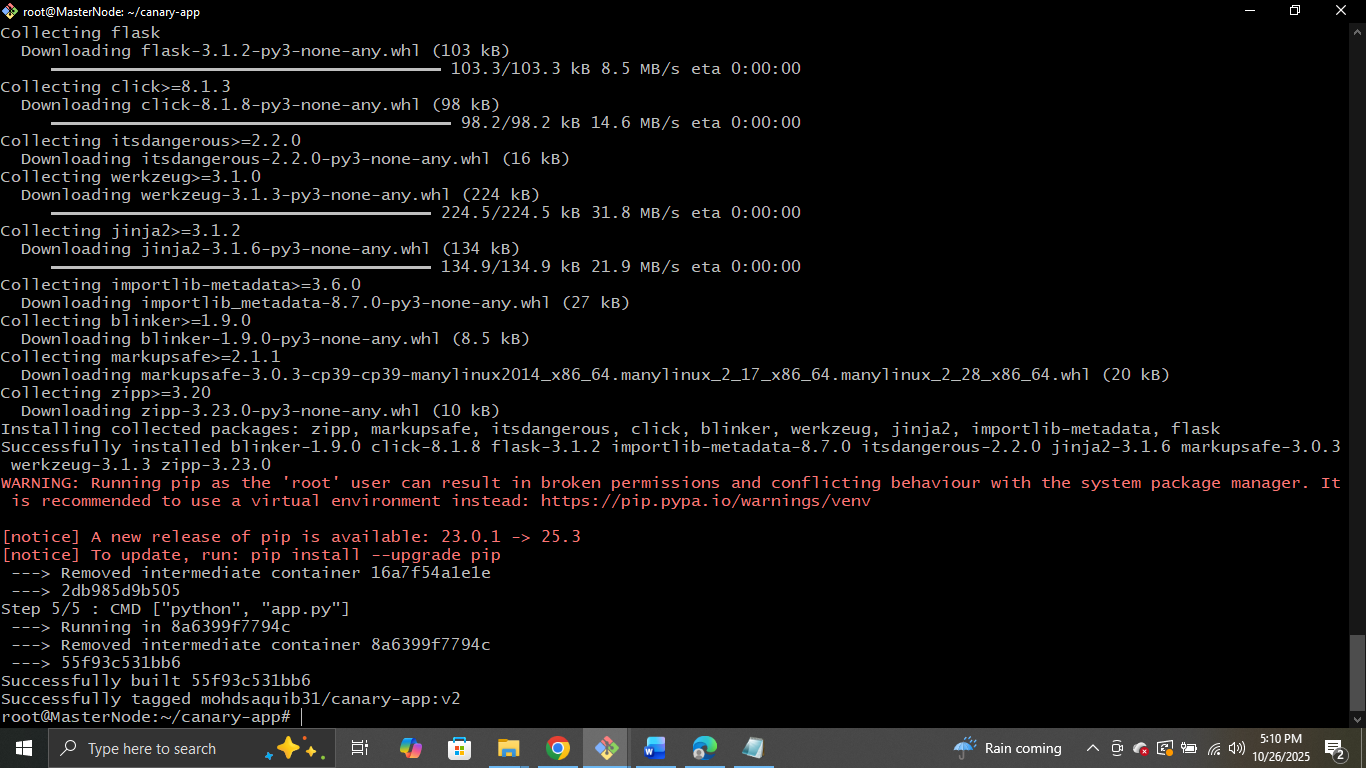 root@MasterNode: ~/canary-app
Collecting flask
  Downloading flask-3.1.2-py3-none-any.whl (103 kB)
     103.3/103.3 kB 8.5 MB/s eta 0:00:00
Collecting click>=8.1.3
  Downloading click-8.1.8-py3-none-any.whl (98 kB)
     98.2/98.2 kB 14.6 MB/s eta 0:00:00
Collecting itsdangerous>=2.2.0
  Downloading itsdangerous-2.2.0-py3-none-any.whl (16 kB)
Collecting werkzeug>=3.1.0
  Downloading werkzeug-3.1.3-py3-none-any.whl (224 kB)
     224.5/224.5 kB 31.8 MB/s eta 0:00:00
Collecting jinja2>=3.1.2
  Downloading jinja2-3.1.6-py3-none-any.whl (134 kB)
     134.9/134.9 kB 21.9 MB/s eta 0:00:00
Collecting importlib-metadata>=3.6.0
  Downloading importlib_metadata-8.7.0-py3-none-any.whl (27 kB)
Collecting blinker>=1.9.0
  Downloading blinker-1.9.0-py3-none-any.whl (8.5 kB)
Collecting markupsafe>=2.1.1
  Downloading markupsafe-3.0.3-cp39-cp39-manylinux2014_x86_64.manylinux_2_17_x86_64.manylinux_2_28_x86_64.whl (20 kB)
Collecting zipp>=3.20
  Downloading zipp-3.23.0-py3-none-any.whl (10 kB)
Installing collected packages: zipp, markupsafe, itsdangerous, click, blinker, werkzeug, jinja2, importlib-metadata, flask
Successfully installed blinker-1.9.0 click-8.1.8 flask-3.1.2 importlib-metadata-8.7.0 itsdangerous-2.2.0 jinja2-3.1.6 markupsafe-3.0.3
 werkzeug-3.1.3 zipp-3.23.0
WARNING: Running pip as the 'root' user can result in broken permissions and conflicting behaviour with the system package manager. It
 is recommended to use a virtual environment instead: https://pip.pypa.io/warnings/venv
[notice] A new release of pip is available: 23.0.1 -> 25.3
[notice] To update, run: pip install --upgrade pip
 ---> Removed intermediate container 16a7f54a1e1e
 ---> 2db985d9b505
Step 5/5 : CMD ["python", "app.py"]
 ---> Running in 8a6399f7794c
 ---> Removed intermediate container 8a6399f7794c
 ---> 55f93c531bb6
Successfully built 55f93c531bb6
Successfully tagged mohdsaquib31/canary-app:v2
root@MasterNode:~/canary-app#
Type here to search
Rain coming
5:10 PM
10/26/2025
2